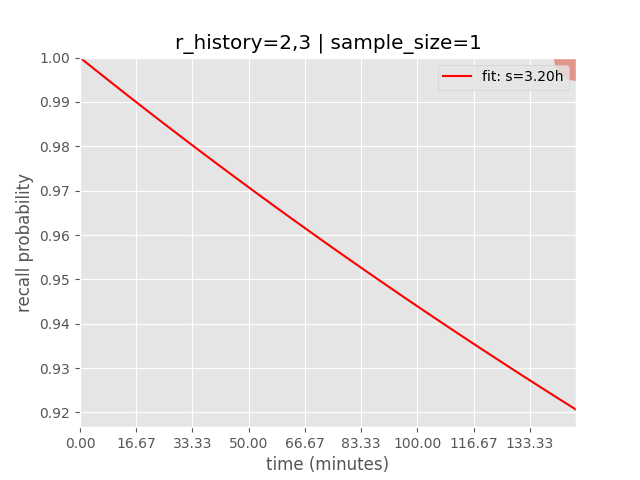 r_history=2,3 | sample_size=1
fit: s=3.20h
recall probability
1.00
0.99
0.98
0.97
0.96
0.95
0.94
0.93
0.92
0.00 16.67 33.33 50.00 66.67 83.33 100.00 116.67 133.33
time (minutes)